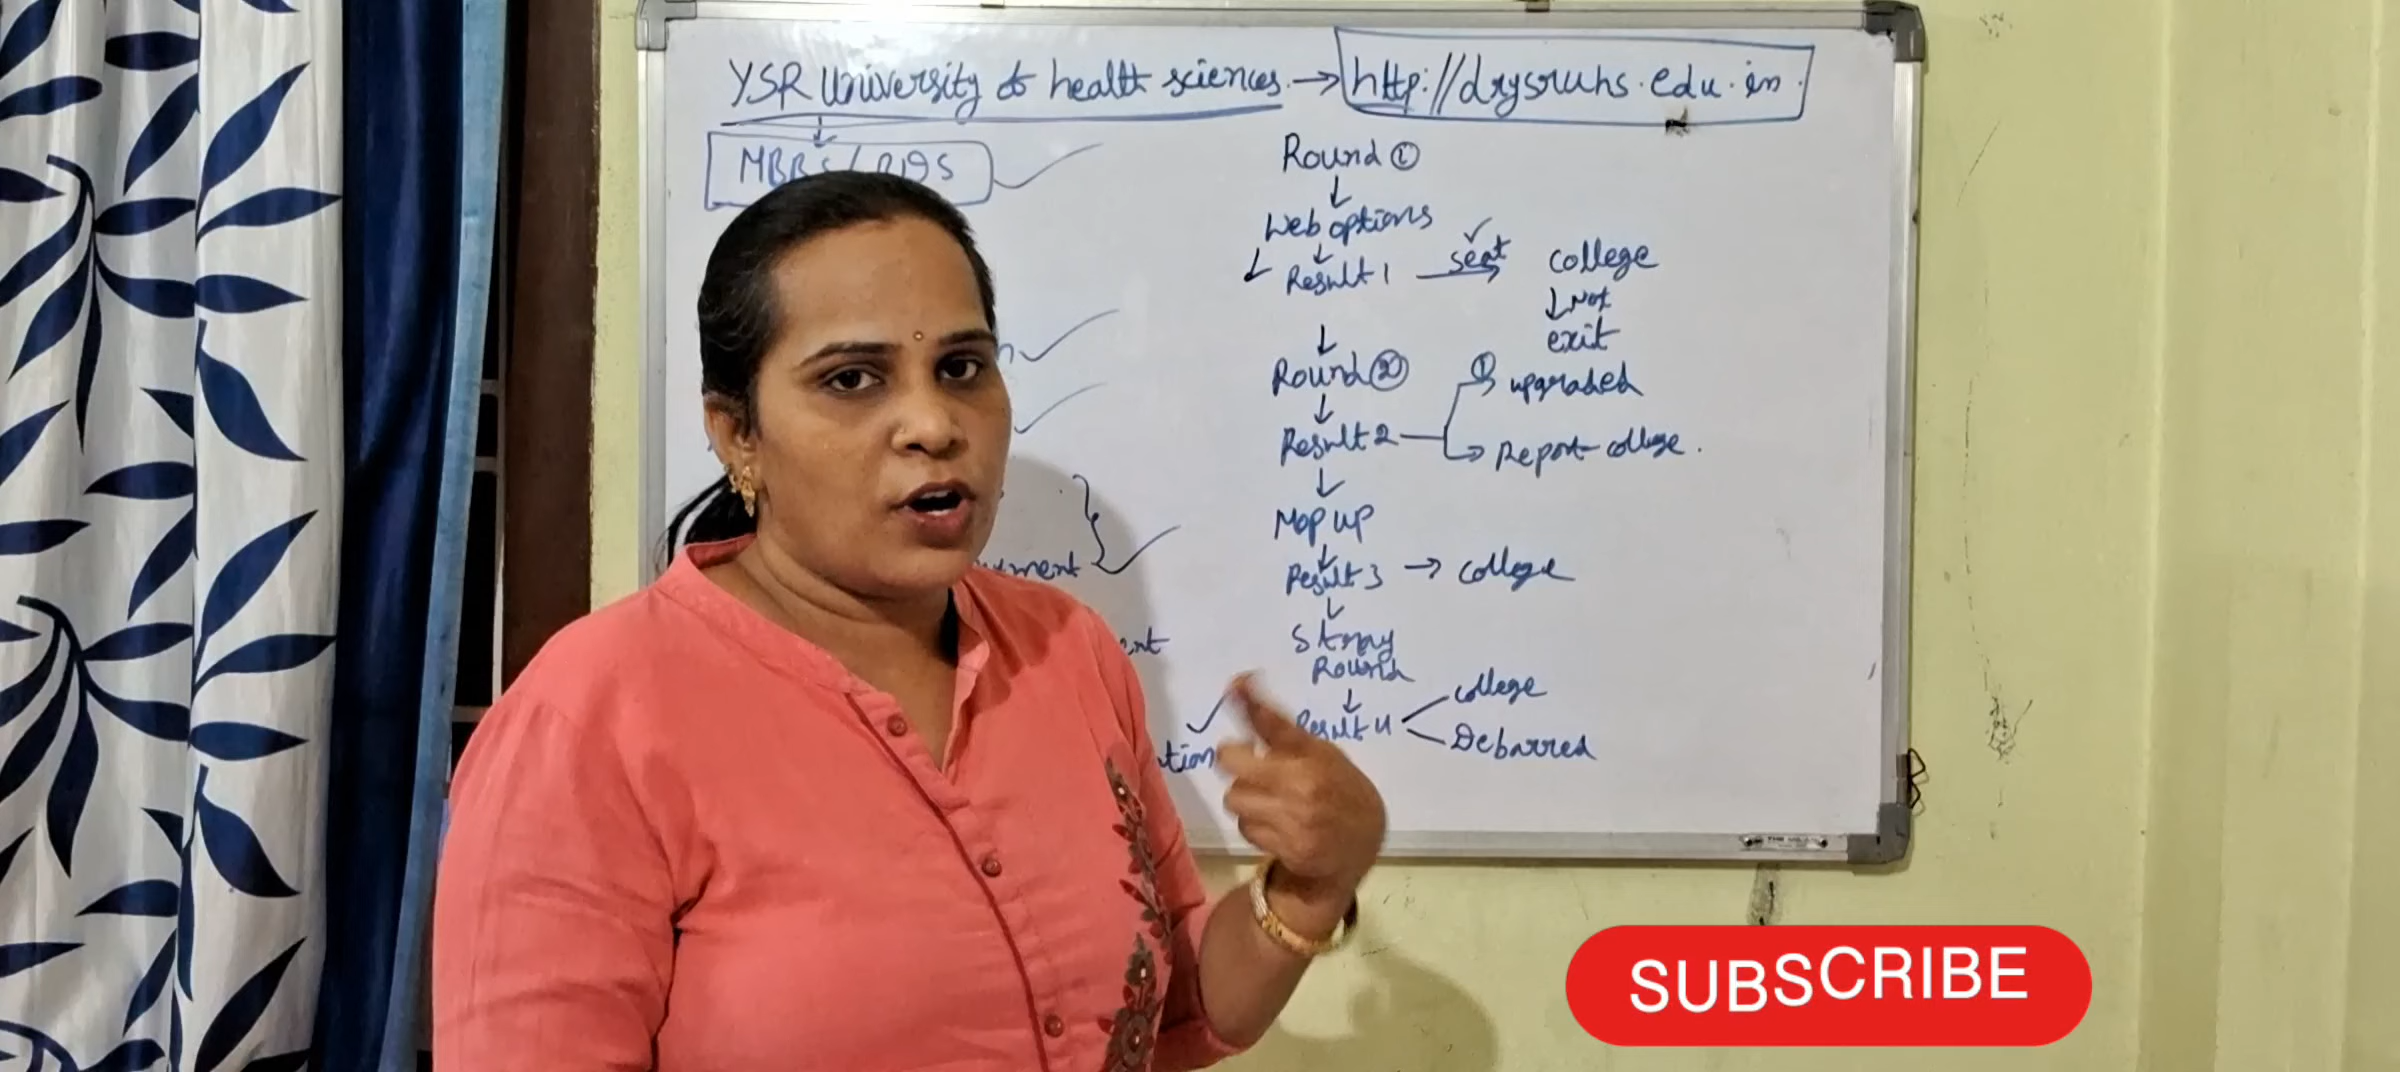 YSR University of health sciences. → http://drysruhs.edu.in.
MBBS / BDS
Round ①
Web options
Result 1 → seat college
Not
exit
Round ②
① upgraded
Result 2
Report college.
Mop up
Result 3 → college
Stray
Round
college
Result 4
Debarred
SUBSCRIBE